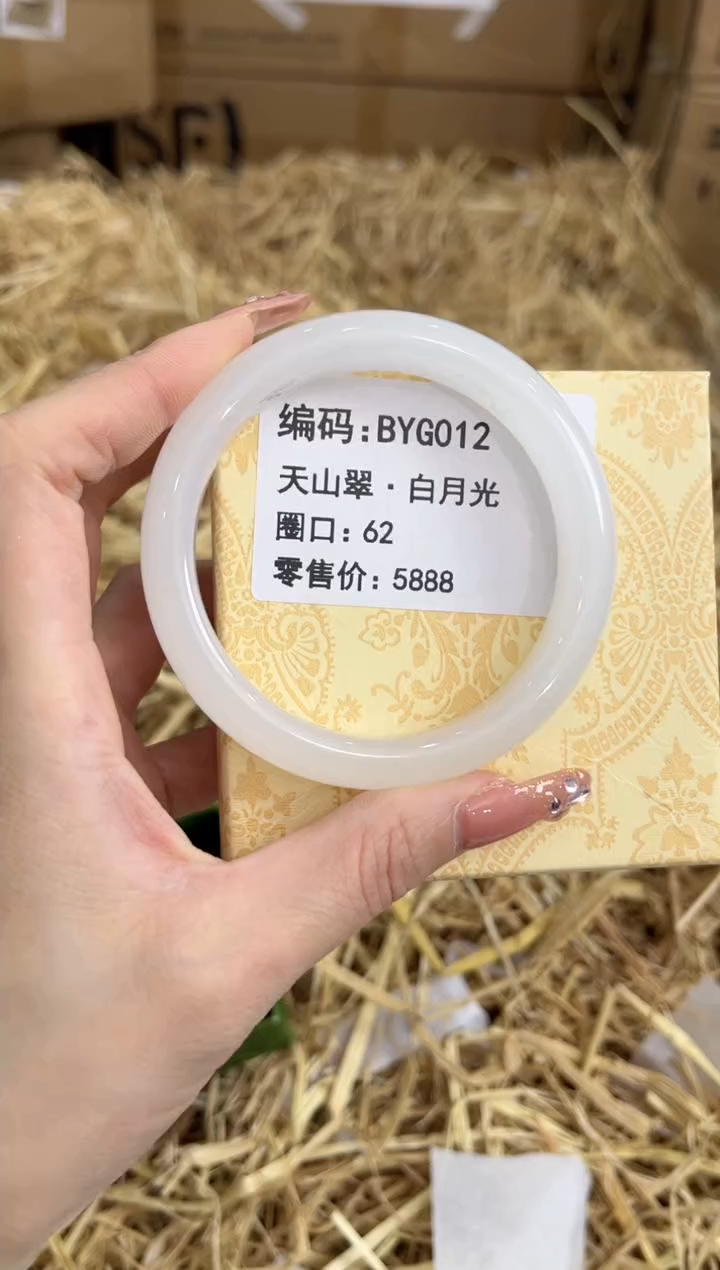 编码:BYG012
天山翠·白月光
圈口: 62
零售价: 5888